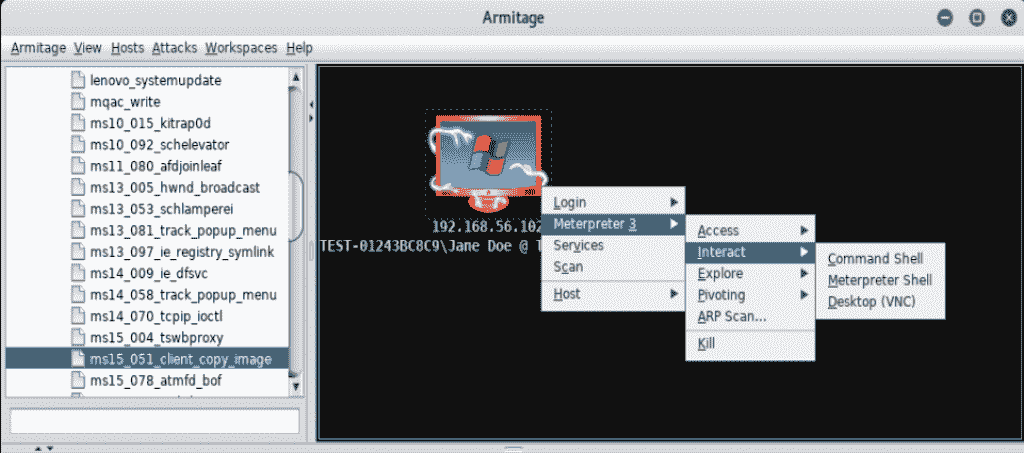 Armitage
Armitage View Hosts Attacks Workspaces Help
lenovo_systemupdate
mqac_write
ms10_015_kitrap0d
ms10_092_schelevator
ms11_080_afdjoinleaf
ms13_005_hwnd_broadcast
ms13_053_schlamperei
ms13_081_track_popup_menu
ms13_097_ie_registry_symlink
ms14_009_ie_dfsvc
ms14_058_track_popup_menu
ms14_070_tcpip_ioctl
ms15_004_tswbproxy
ms15_051_client_copy_image
ms15_078_atmfd_bof
192.168.56.102
TEST-01243BC8C9\Jane Doe @
Login
Meterpreter 3
Services
Scan
Host
Access
Interact
Explore
Pivoting
ARP Scan...
Kill
Command Shell
Meterpreter Shell
Desktop (VNC)